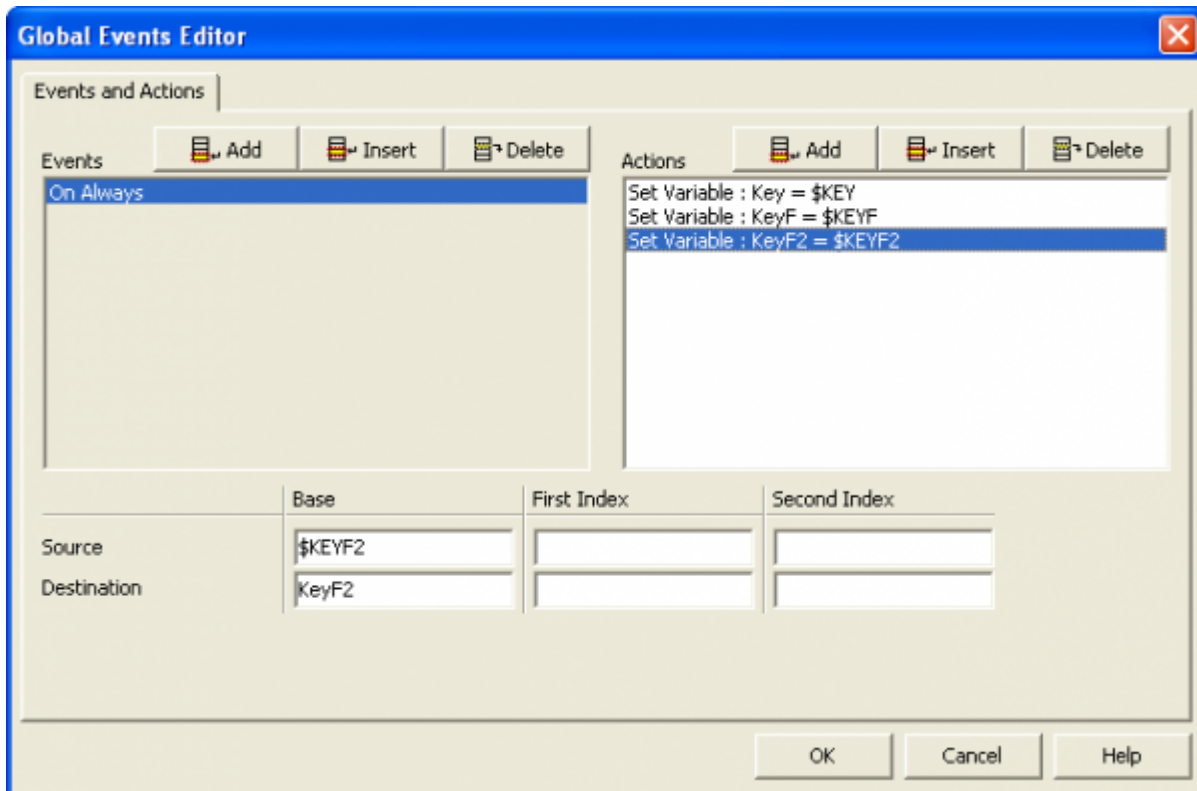 Global Events Editor
Events and Actions
Events Add Insert Delete
Actions Add Insert Delete
On Always
Set Variable : Key = $KEY
Set Variable : KeyF = $KEYF
Set Variable : KeyF2 = $KEYF2
Base First Index Second Index
Source $KEYF2
Destination KeyF2
OK Cancel Help